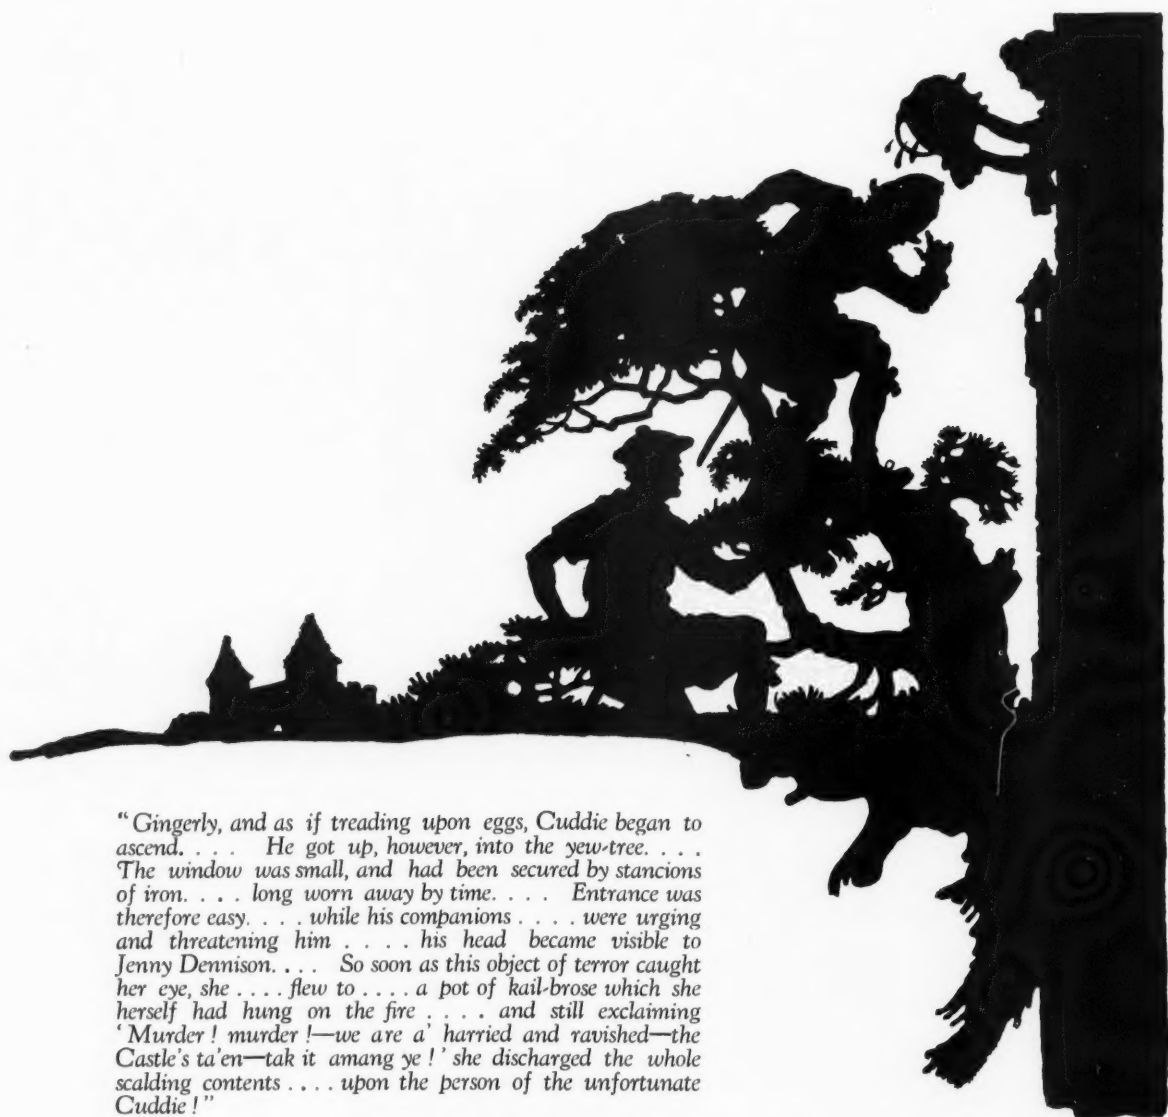 “Gingerly, and as if treading upon eggs, Cuddie began to
ascend. . . . He got up, however, into the yew-tree. . . .
The window was small, and had been secured by stancions
of iron. . . . long worn away by time. . . . Entrance was
therefore easy. . . . while his companions . . . . were urging
and threatening him . . . . his head became visible to
Jenny Dennison. . . . So soon as this object of terror caught
her eye, she . . . . flew to . . . . a pot of kail-brose which she
herself had hung on the fire . . . . and still exclaiming
‘Murder ! murder !—we are a’ harried and ravished—the
Castle’s ta’en—tak it amang ye !’ she discharged the whole
scalding contents . . . . upon the person of the unfortunate
Cuddie !”